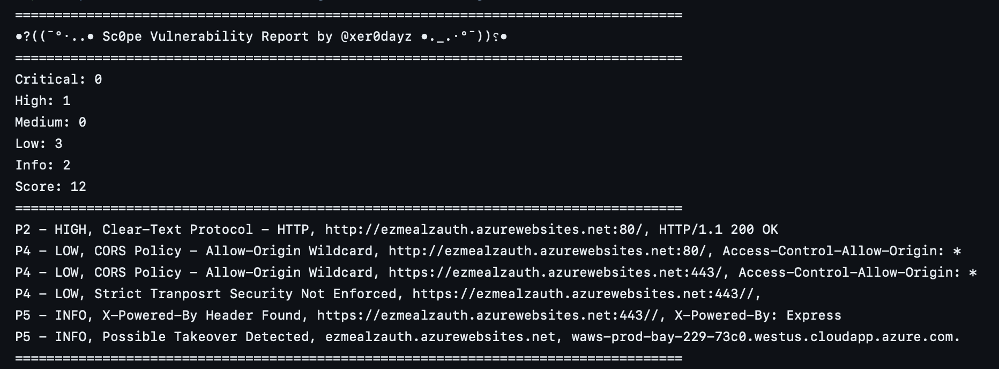 ====================================================================================
●?((¯°·..● Sc0pe Vulnerability Report by @xer0dayz ●._.·°¯))؟●
====================================================================================
Critical: 0
High: 1
Medium: 0
Low: 3
Info: 2
Score: 12
====================================================================================
P2 - HIGH, Clear-Text Protocol - HTTP, http://ezmealzauth.azurewebsites.net:80/, HTTP/1.1 200 OK
P4 - LOW, CORS Policy - Allow-Origin Wildcard, http://ezmealzauth.azurewebsites.net:80/, Access-Control-Allow-Origin: *
P4 - LOW, CORS Policy - Allow-Origin Wildcard, https://ezmealzauth.azurewebsites.net:443/, Access-Control-Allow-Origin: *
P4 - LOW, Strict Tranposrt Security Not Enforced, https://ezmealzauth.azurewebsites.net:443//,
P5 - INFO, X-Powered-By Header Found, https://ezmealzauth.azurewebsites.net:443//, X-Powered-By: Express
P5 - INFO, Possible Takeover Detected, ezmealzauth.azurewebsites.net, waws-prod-bay-229-73c0.westus.cloudapp.azure.com.
====================================================================================